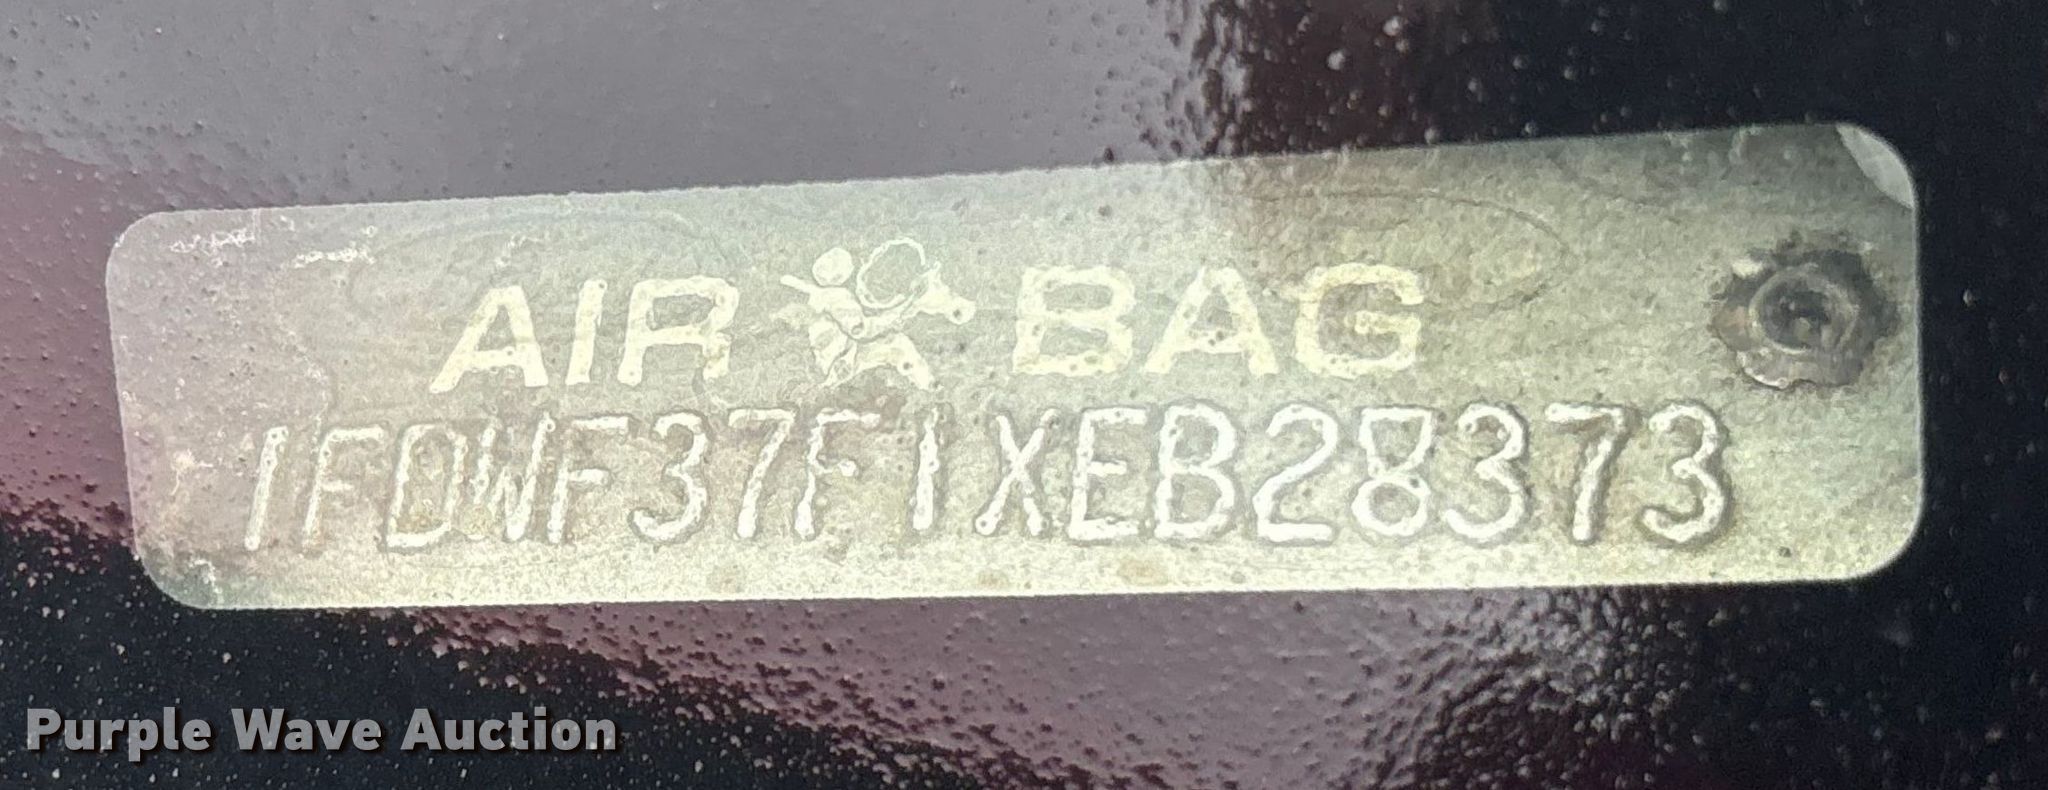 AIR BAG
1FDWF37F1XEB28373
Purple Wave Auction